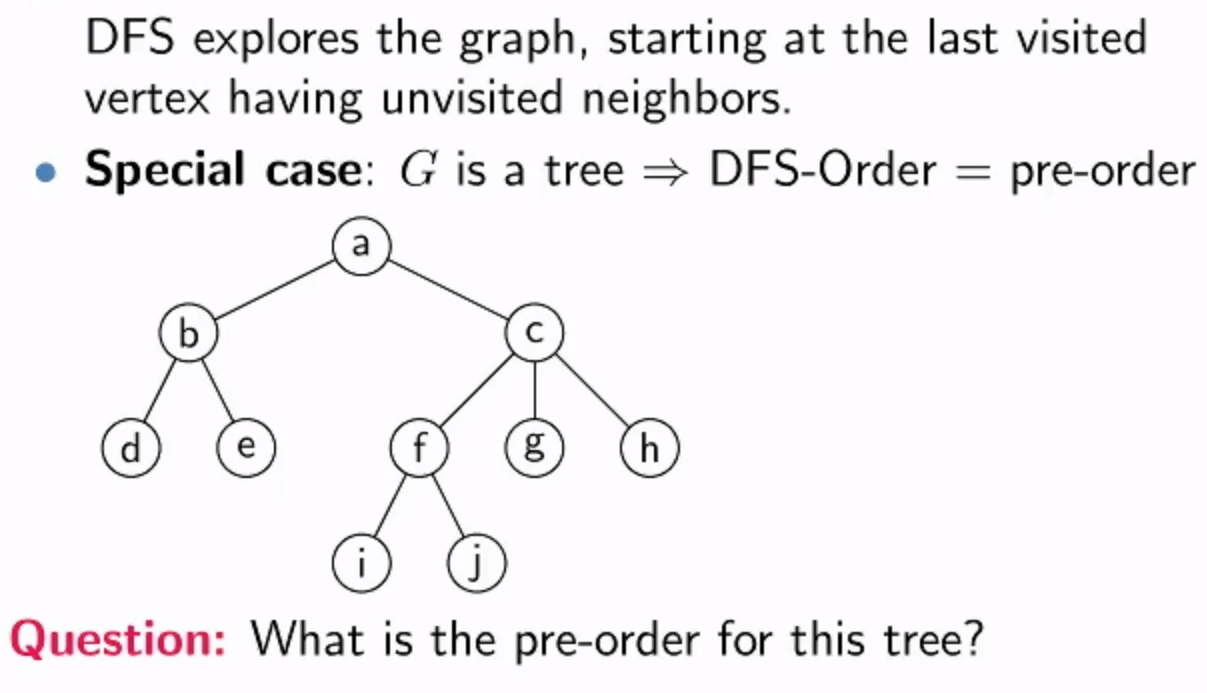 DFS explores the graph, starting at the last visited
vertex having unvisited neighbors.
• Special case: G is a tree ⇒ DFS-Order = pre-order
a
b c
d e f g h
i j
Question: What is the pre-order for this tree?